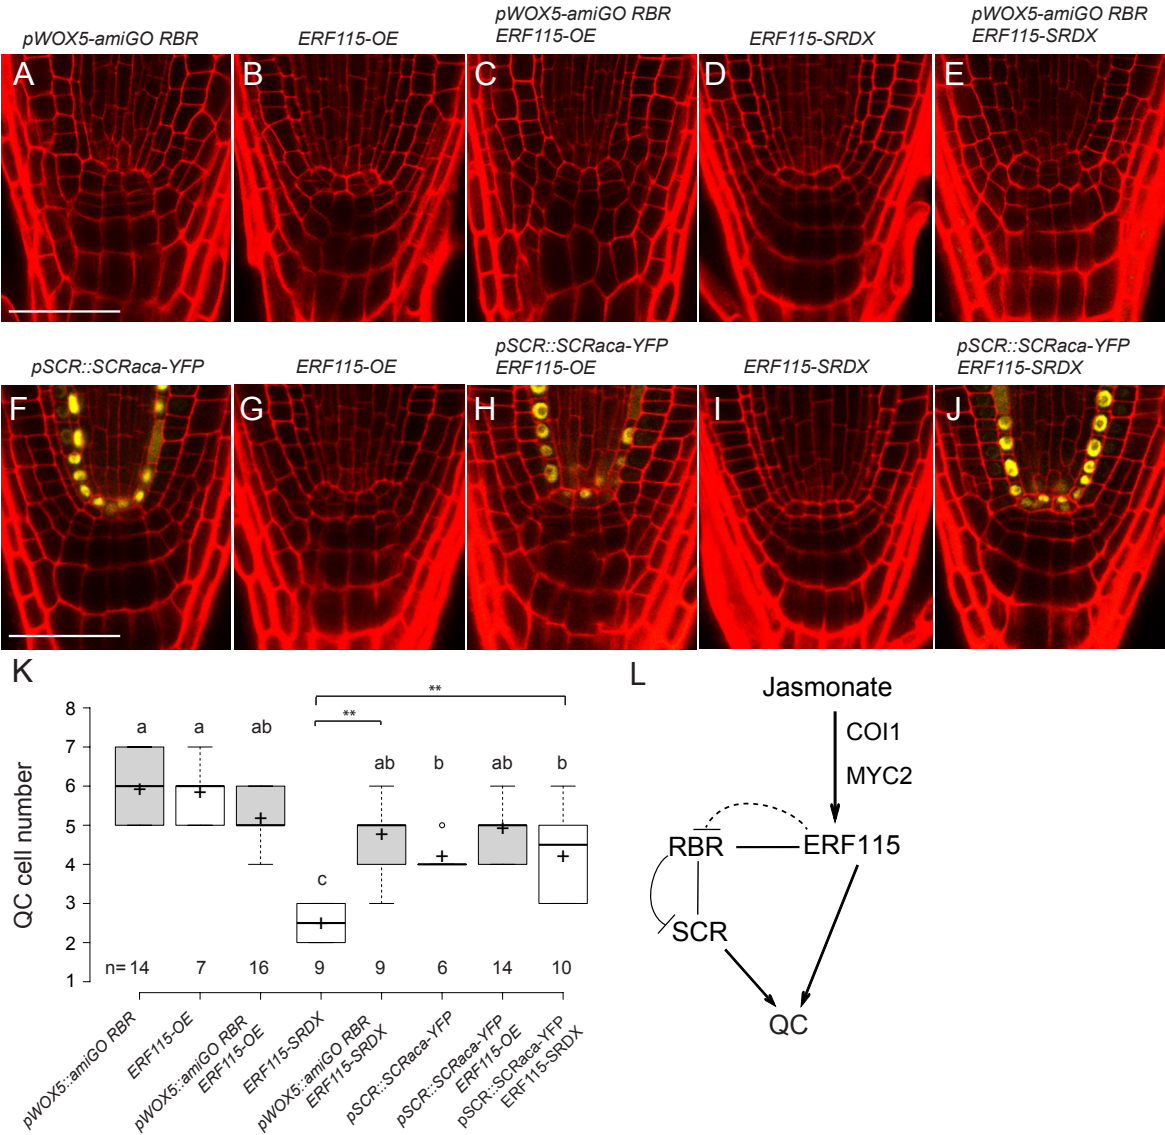 pWOX5-amiGO RBR
ERF115-OE
pWOX5-amiGO RBR
ERF115-OE
ERF115-SRDX
pWOX5-amiGO RBR
ERF115-SRDX
A
B
C
D
E
pSCR::SCRaca-YFP
ERF115-OE
pSCR::SCRaca-YFP
ERF115-OE
ERF115-SRDX
pSCR::SCRaca-YFP
ERF115-SRDX
F
G
H
I
J
K
QC cell number
8
7
6
5
4
3
2
1
a
a
ab
c
ab
b
ab
b
**
**
n= 14
7
16
9
9
6
14
10
pWOX5::amiGO RBR
ERF115-OE
pWOX5::amiGO RBR
ERF115-OE
ERF115-SRDX
pWOX5::amiGO RBR
ERF115-SRDX
pSCR::SCRaca-YFP
pSCR::SCRaca-YFP
ERF115-OE
pSCR::SCRaca-YFP
ERF115-SRDX
L
Jasmonate
COI1
MYC2
RBR
ERF115
SCR
QC